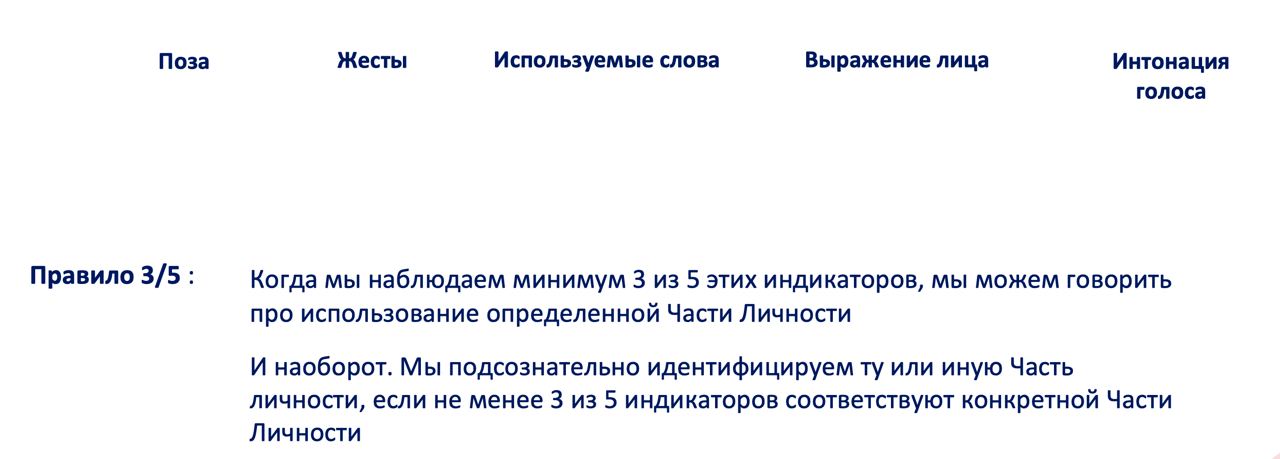 Поза
Жесты
Используемые слова
Выражение лица
Интонация
голоса
Правило 3/5 :
Когда мы наблюдаем минимум 3 из 5 этих индикаторов, мы можем говорить
про использование определенной Части Личности
И наоборот. Мы подсознательно идентифицируем ту или иную Часть
личности, если не менее 3 из 5 индикаторов соответствуют конкретной Части
Личности